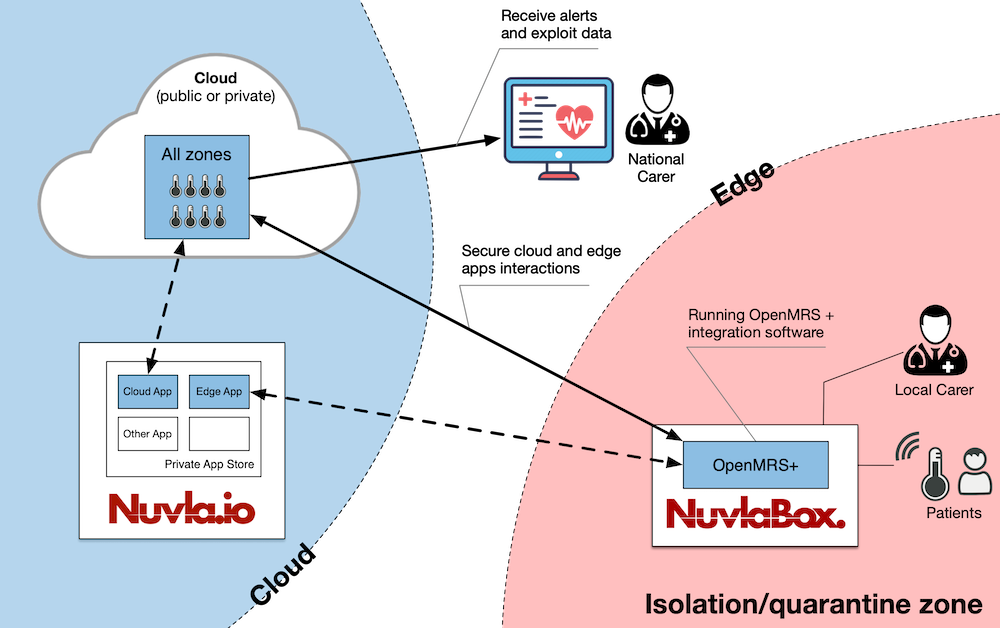 Receive alerts
and exploit data
Cloud
(public or private)
All zones
National
Carer
Edge
Secure cloud and edge
apps interactions
Running OpenMRS +
integration software
Local Carer
Cloud App
Edge App
Other App
Private App Store
Nuvla.io
OpenMRS+
NuvlaBox.
Patients
Cloud
Isolation/quarantine zone